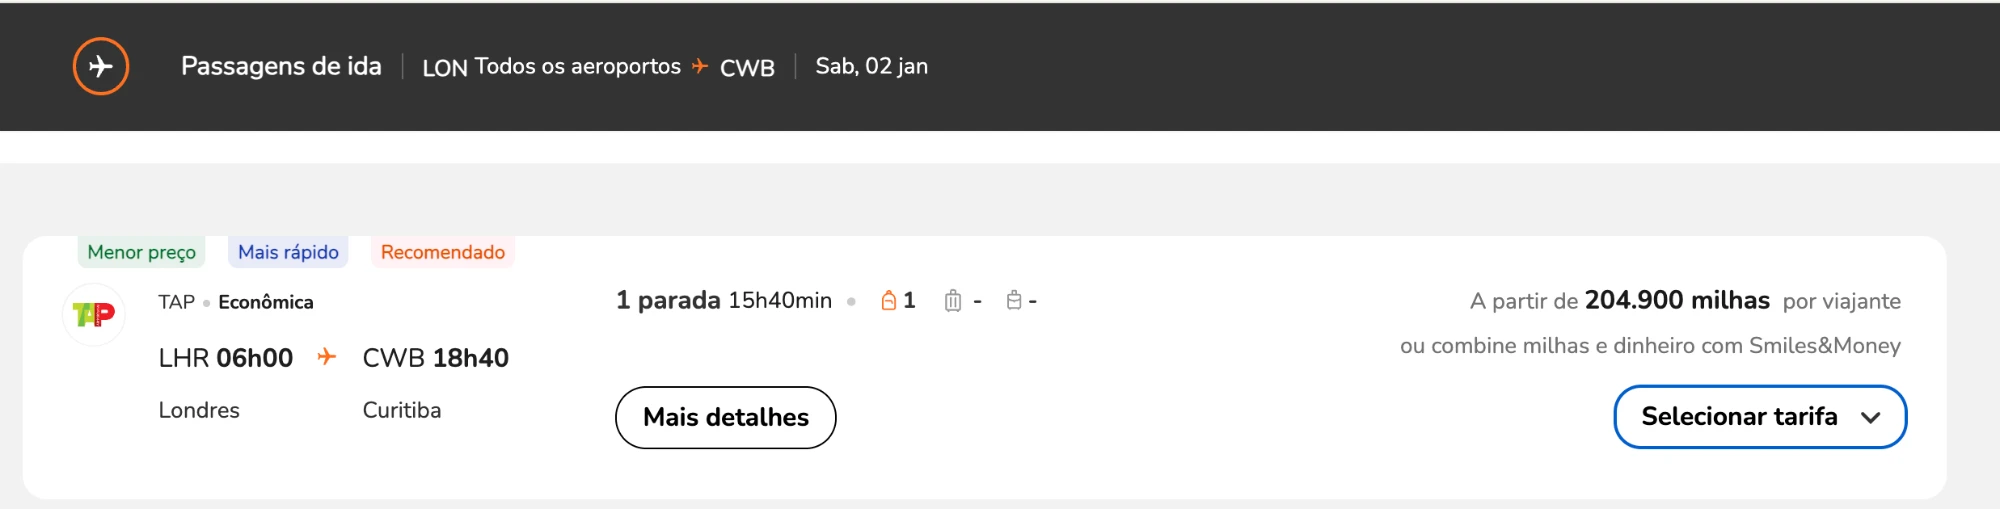 Passagens de ida LON Todos os aeroportos CWB Sab, 02 jan
Menor preço Mais rápido Recomendado
TAP
TAP Econômica 1 parada 15h40min 1 - - A partir de 204.900 milhas por viajante
LHR 06h00 CWB 18h40 ou combine milhas e dinheiro com Smiles&Money
Londres Curitiba Mais detalhes Selecionar tarifa